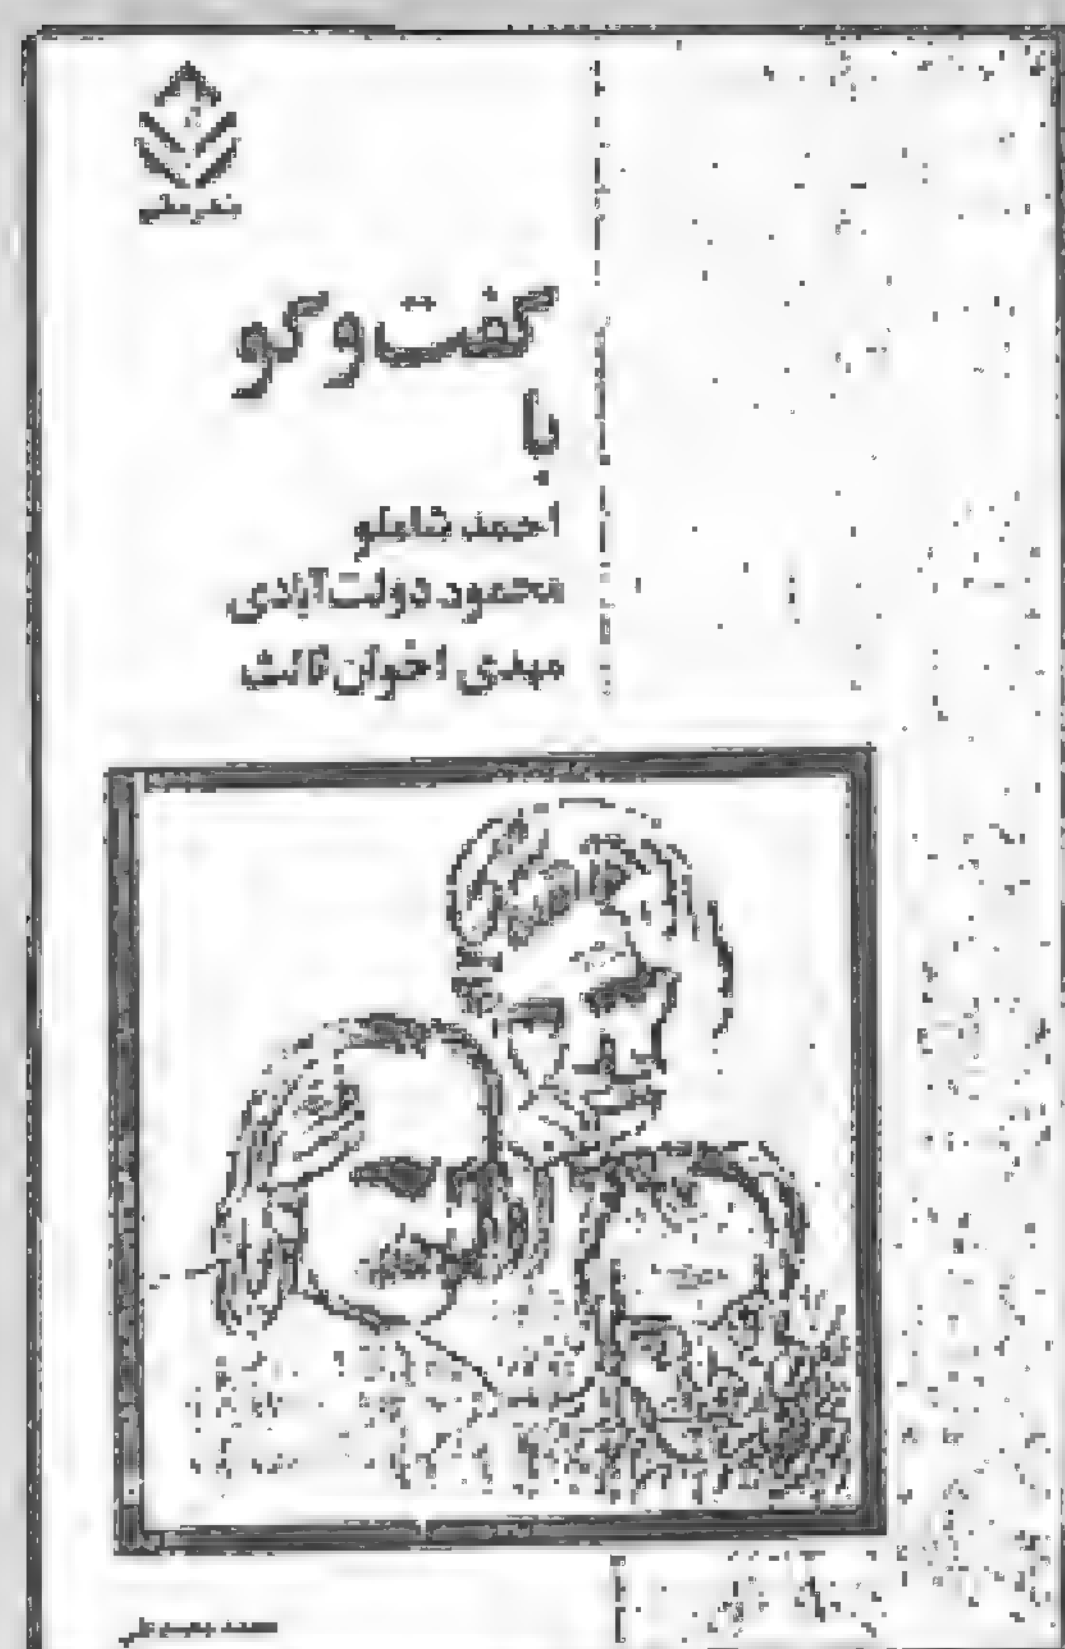 گفت و گو
با
احمد شاملو
محمود دولت‌آبادی
مهدی اخوان ثالث